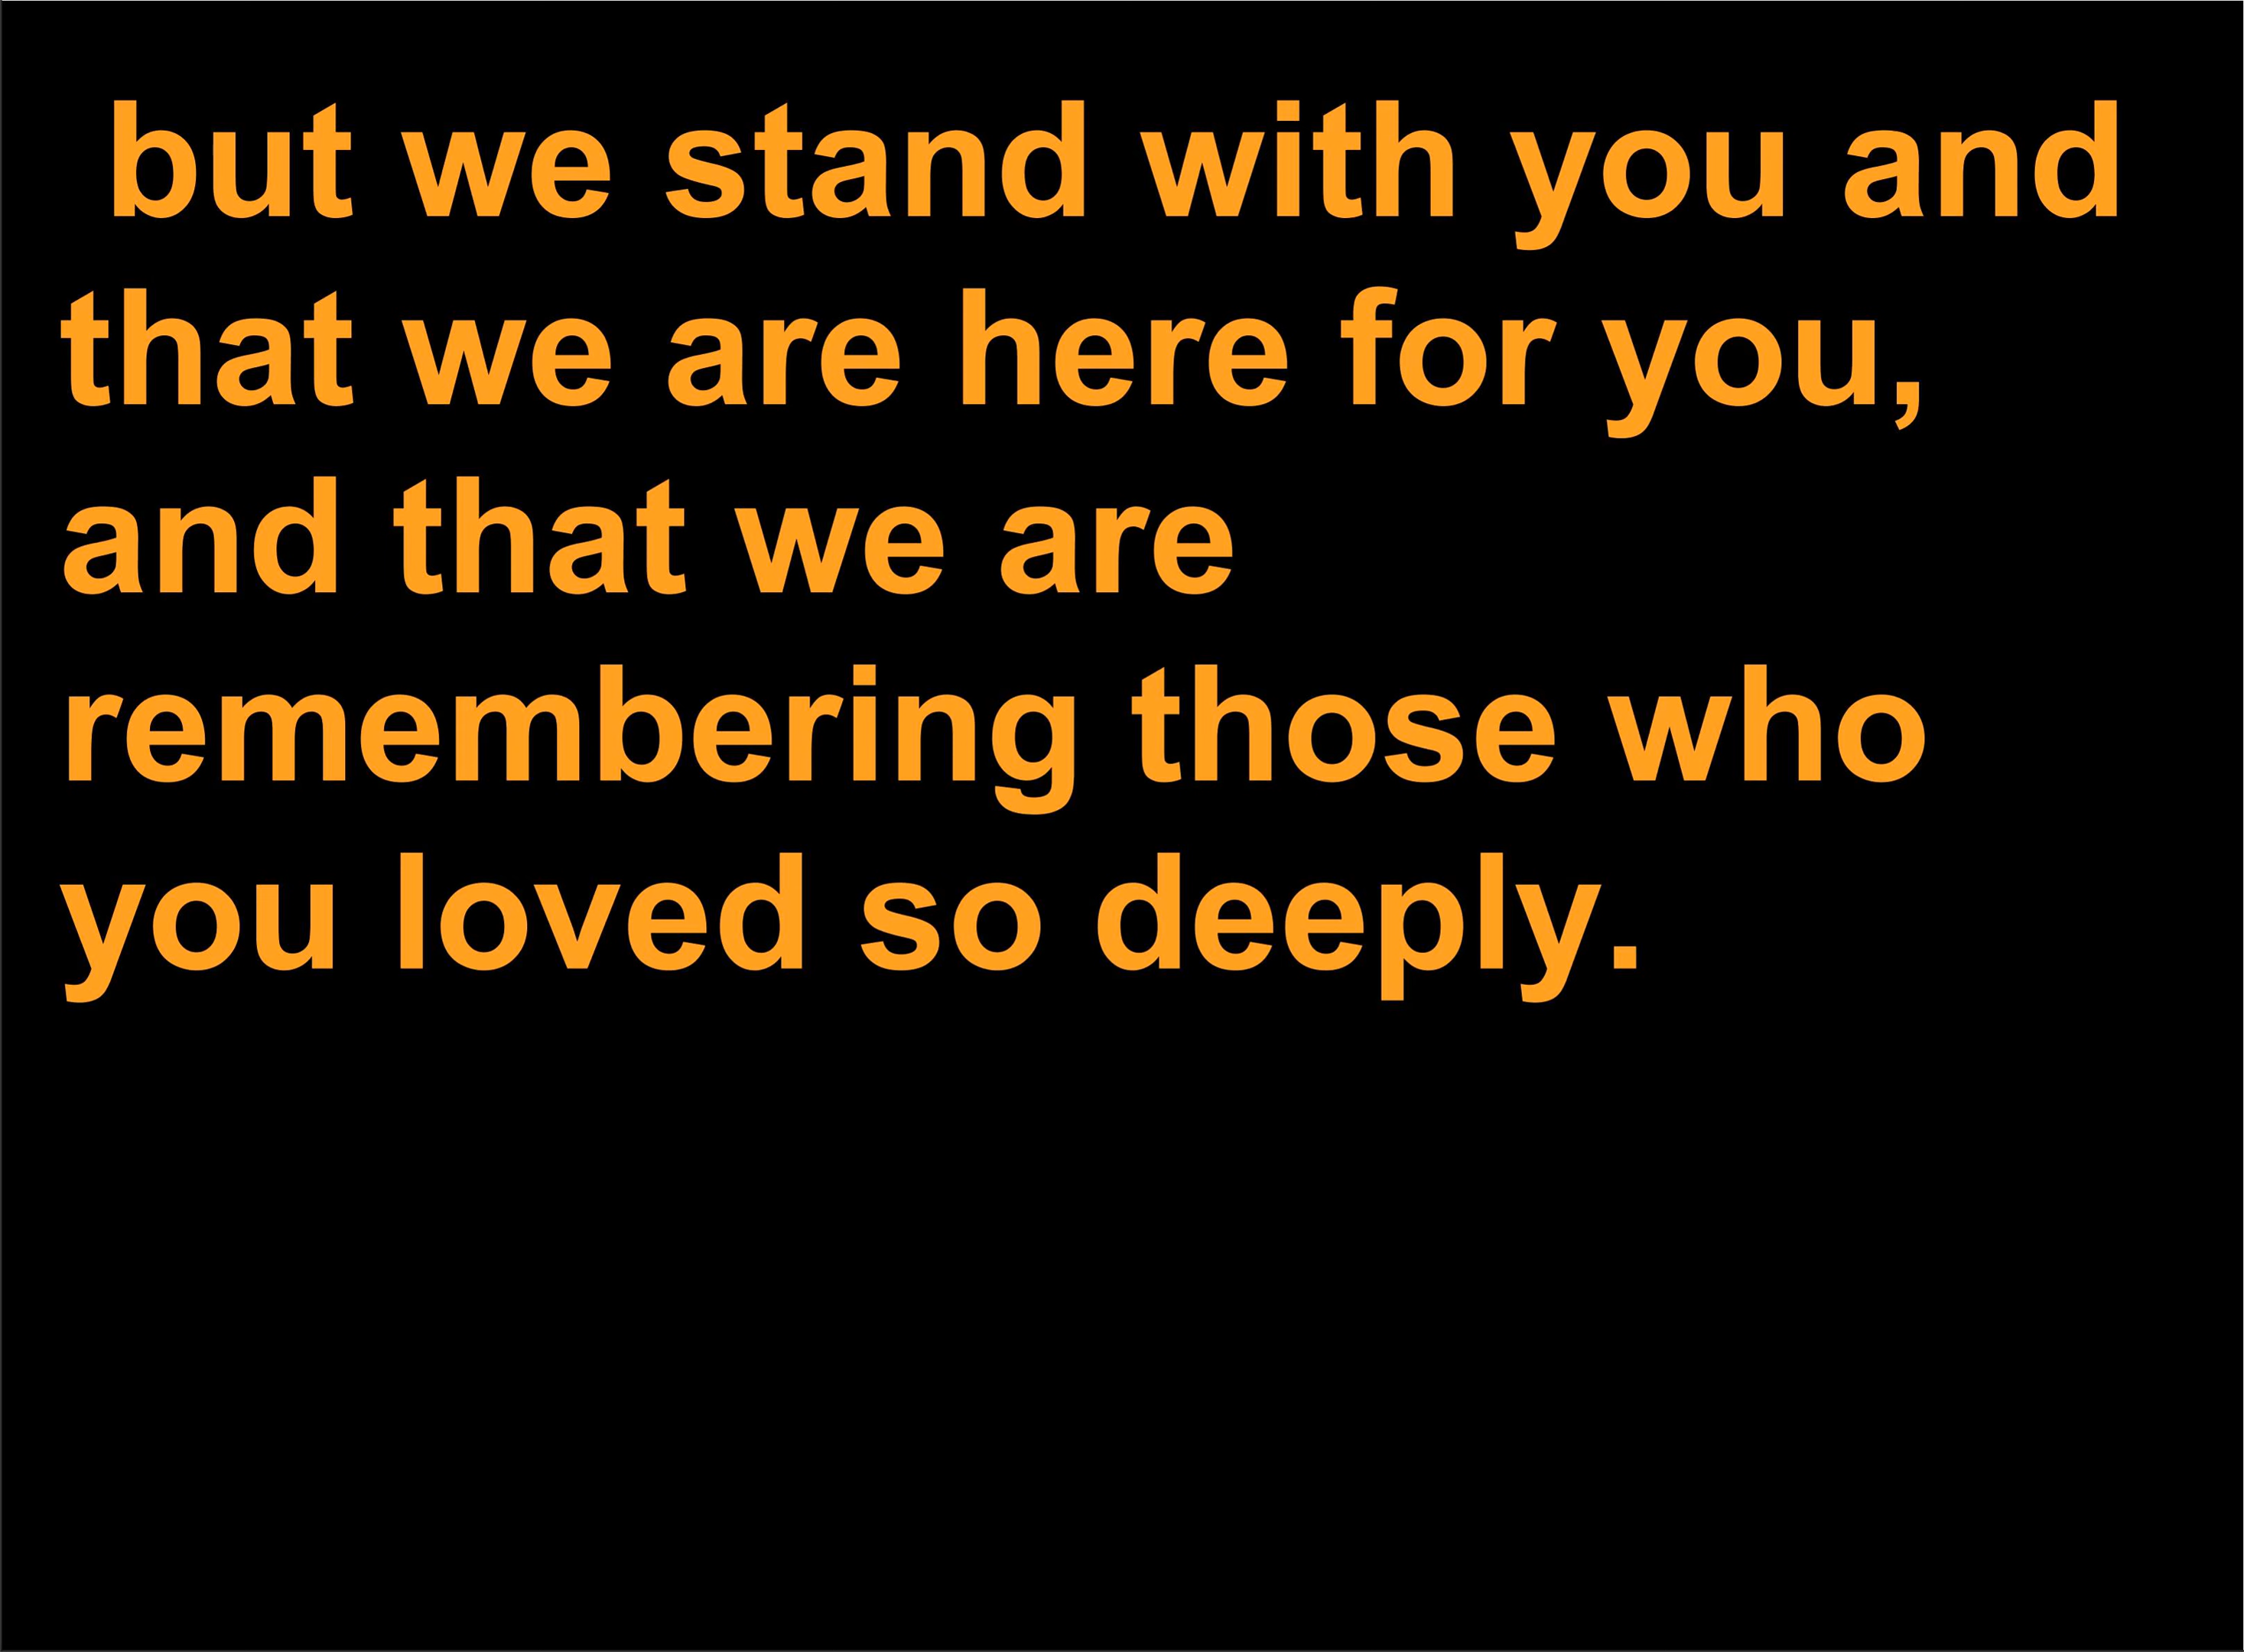 but we stand with you and
that we are here for you,
and that we are
remembering those who
you loved so deeply.